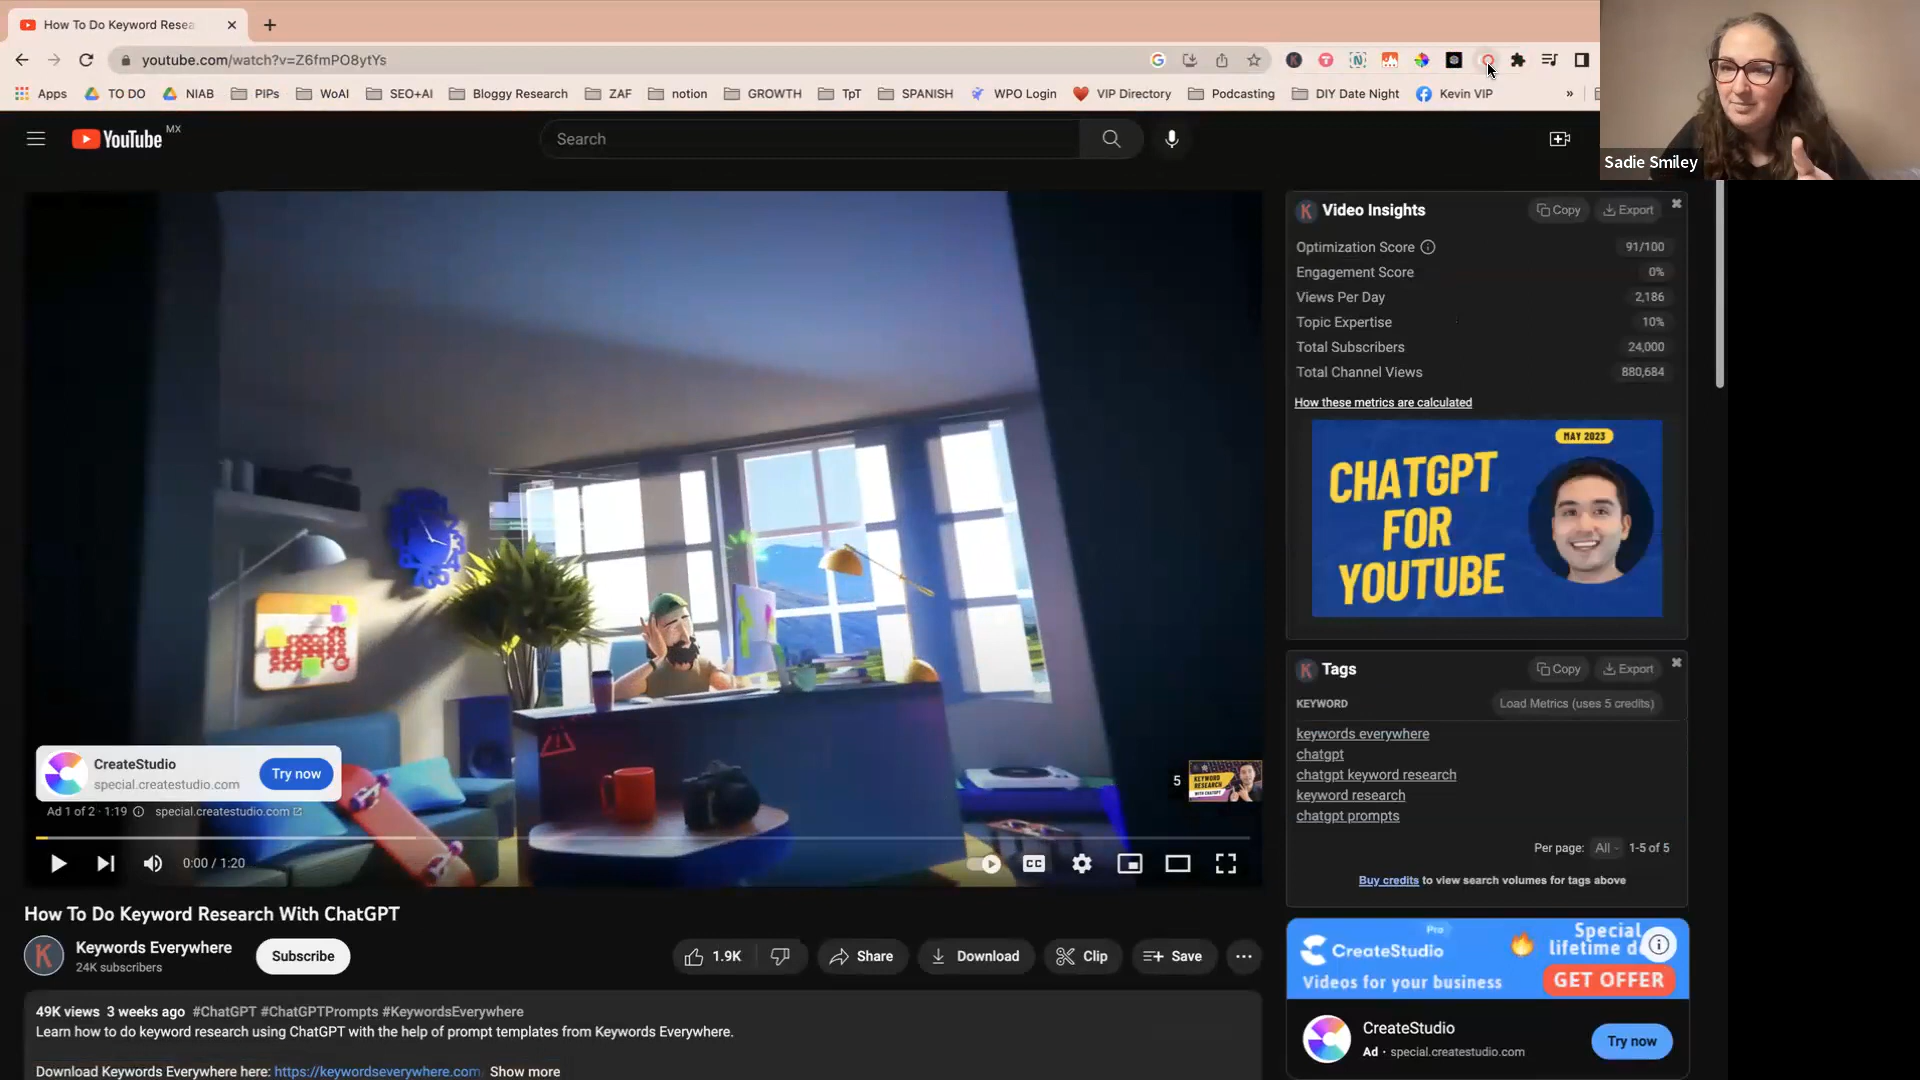 How To Do Keyword Resea
youtube.com/watch?v=Z6fmPO8ytYs
Apps TO DO NIAB PIPs WoAI SEO+AI Bloggy Research ZAF notion GROWTH TpT SPANISH WPO Login VIP Directory Podcasting DIY Date Night Kevin VIP »
Sadie Smiley
YouTube MX
Search
Video Insights Copy Export
Optimization Score 91/100
Engagement Score 0%
Views Per Day 2,186
Topic Expertise 10%
Total Subscribers 24,000
Total Channel Views 880,684
How these metrics are calculated
MAY 2023
CHATGPT
FOR
YOUTUBE
Tags Copy Export
KEYWORD Load Metrics (uses 5 credits)
keywords everywhere
chatgpt
chatgpt keyword research
keyword research
chatgpt prompts
Per page: All 1-5 of 5
Buy credits to view search volumes for tags above
CreateStudio
special.createstudio.com
Try now
Ad 1 of 2 · 1:19 special.createstudio.com
5
KEYWORD
RESEARCH
WITH CHATGPT
0:00 / 1:20
CC
How To Do Keyword Research With ChatGPT
Keywords Everywhere
24K subscribers
Subscribe
1.9K Share Download Clip Save
49K views 3 weeks ago #ChatGPT #ChatGPTPrompts #KeywordsEverywhere
Learn how to do keyword research using ChatGPT with the help of prompt templates from Keywords Everywhere.
Download Keywords Everywhere here: https://keywordseverywhere.com Show more
Pro
CreateStudio
Videos for your business
Special
lifetime d
GET OFFER
CreateStudio
Ad · special.createstudio.com
Try now